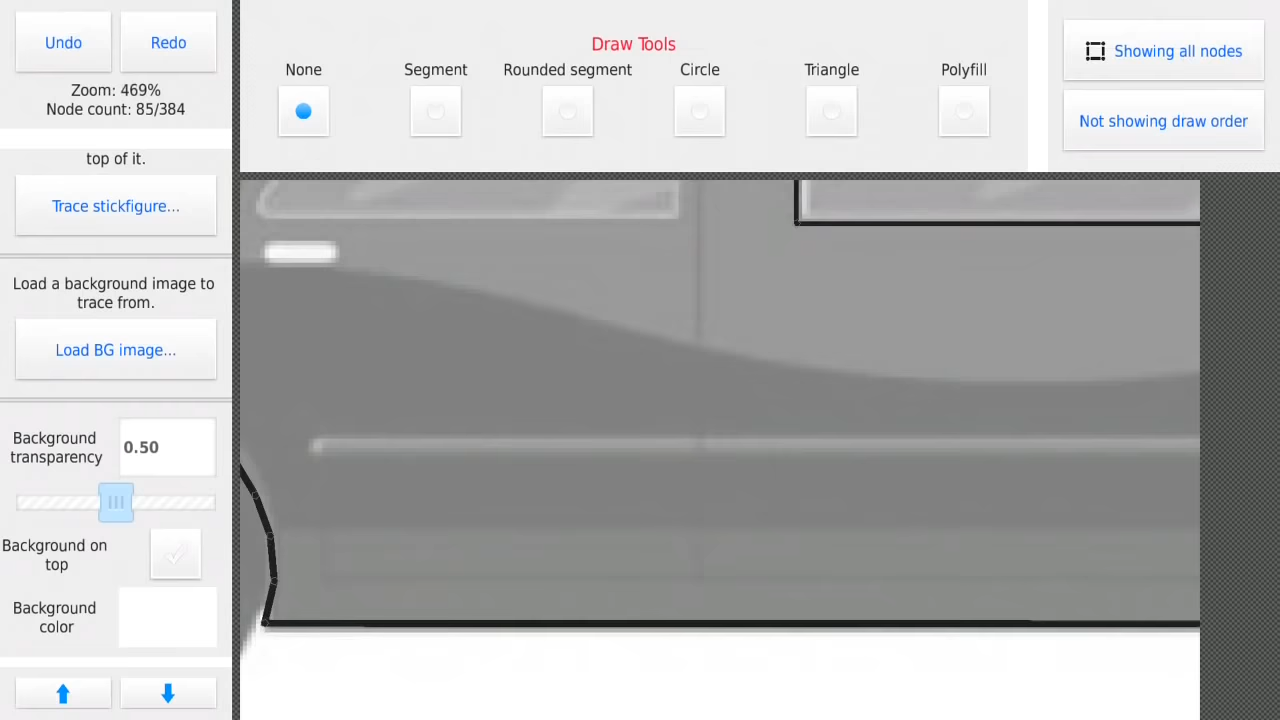 Undo
Redo
Zoom: 469%
Node count: 85/384
top of it.
Trace stickfigure...
Load a background image to
trace from.
Load BG image...
Background
transparency
0.50
Background on
top
Background
color
Draw Tools
None
Segment
Rounded segment
Circle
Triangle
Polyfill
Showing all nodes
Not showing draw order